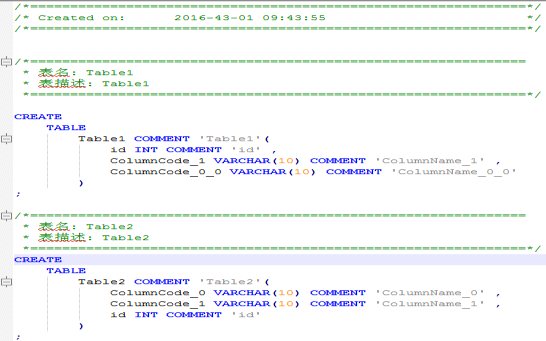 /*==============================================================*/
/* Created on:      2016-43-01 09:43:55                         */
/*==============================================================*/
/*==============================================================
 * 表名: Table1
 * 表描述: Table1
 *==============================================================*/
CREATE
    TABLE
        Table1 COMMENT 'Table1'(
            id INT COMMENT 'id' ,
            ColumnCode_1 VARCHAR(10) COMMENT 'ColumnName_1' ,
            ColumnCode_0_0 VARCHAR(10) COMMENT 'ColumnName_0_0'
        )
;
/*==============================================================
 * 表名: Table2
 * 表描述: Table2
 *==============================================================*/
CREATE
    TABLE
        Table2 COMMENT 'Table2'(
            ColumnCode_0 VARCHAR(10) COMMENT 'ColumnName_0' ,
            ColumnCode_1 VARCHAR(10) COMMENT 'ColumnName_1' ,
            id INT COMMENT 'id'
        )
;